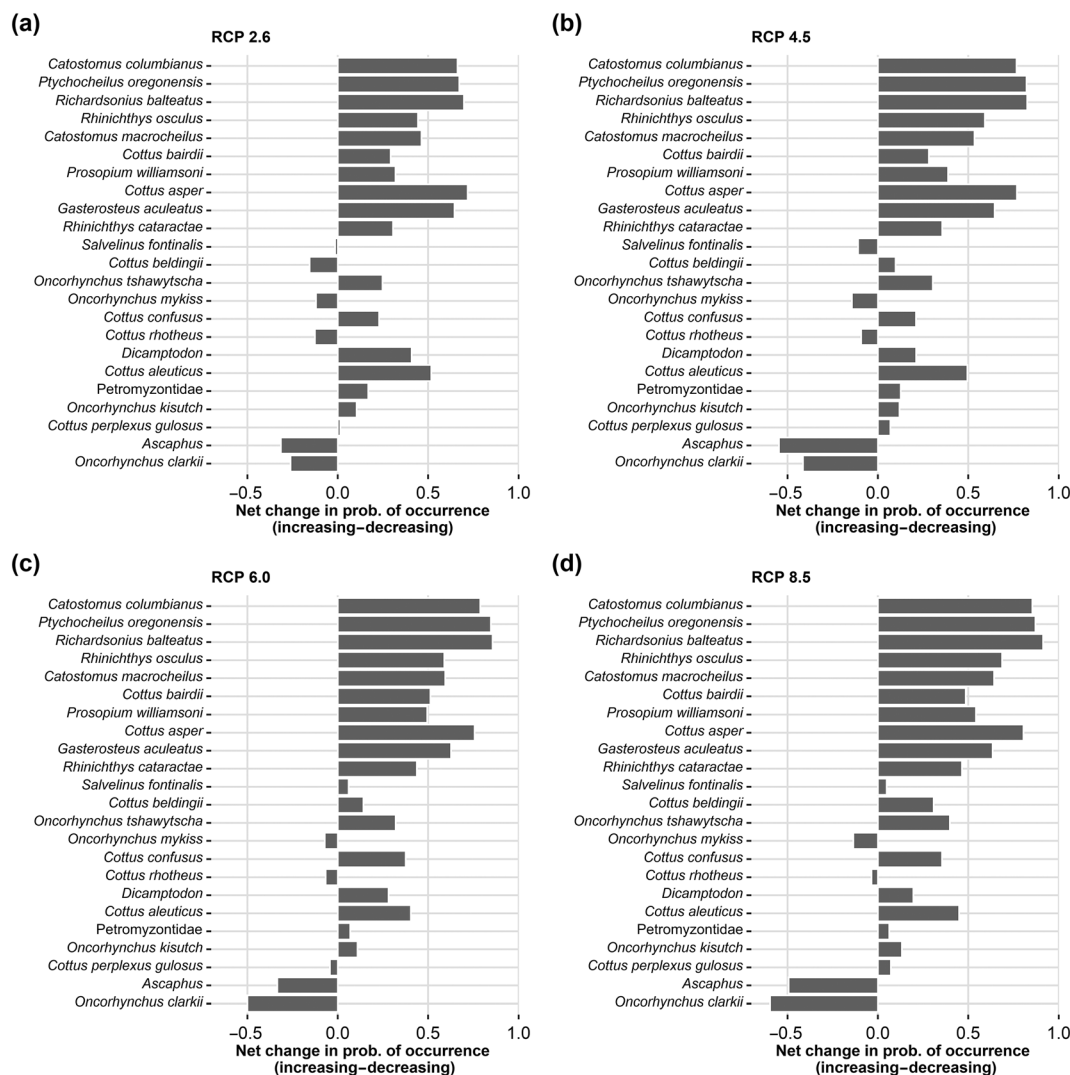 (a)
RCP 2.6
Catostomus columbianus
Ptychocheilus oregonensis
Richardsonius balteatus
Rhinichthys osculus
Catostomus macrocheilus
Cottus bairdii
Prosopium williamsoni
Cottus asper
Gasterosteus aculeatus
Rhinichthys cataractae
Salvelinus fontinalis
Cottus beldingii
Oncorhynchus tshawytscha
Oncorhynchus mykiss
Cottus confusus
Cottus rhotheus
Dicamptodon
Cottus aleuticus
Petromyzontidae
Oncorhynchus kisutch
Cottus perplexus gulosus
Ascaphus
Oncorhynchus clarkii
−0.5 0.0 0.5 1.0
Net change in prob. of occurrence
(increasing−decreasing)
(b)
RCP 4.5
Catostomus columbianus
Ptychocheilus oregonensis
Richardsonius balteatus
Rhinichthys osculus
Catostomus macrocheilus
Cottus bairdii
Prosopium williamsoni
Cottus asper
Gasterosteus aculeatus
Rhinichthys cataractae
Salvelinus fontinalis
Cottus beldingii
Oncorhynchus tshawytscha
Oncorhynchus mykiss
Cottus confusus
Cottus rhotheus
Dicamptodon
Cottus aleuticus
Petromyzontidae
Oncorhynchus kisutch
Cottus perplexus gulosus
Ascaphus
Oncorhynchus clarkii
−0.5 0.0 0.5 1.0
Net change in prob. of occurrence
(increasing−decreasing)
(c)
RCP 6.0
Catostomus columbianus
Ptychocheilus oregonensis
Richardsonius balteatus
Rhinichthys osculus
Catostomus macrocheilus
Cottus bairdii
Prosopium williamsoni
Cottus asper
Gasterosteus aculeatus
Rhinichthys cataractae
Salvelinus fontinalis
Cottus beldingii
Oncorhynchus tshawytscha
Oncorhynchus mykiss
Cottus confusus
Cottus rhotheus
Dicamptodon
Cottus aleuticus
Petromyzontidae
Oncorhynchus kisutch
Cottus perplexus gulosus
Ascaphus
Oncorhynchus clarkii
−0.5 0.0 0.5 1.0
Net change in prob. of occurrence
(increasing−decreasing)
(d)
RCP 8.5
Catostomus columbianus
Ptychocheilus oregonensis
Richardsonius balteatus
Rhinichthys osculus
Catostomus macrocheilus
Cottus bairdii
Prosopium williamsoni
Cottus asper
Gasterosteus aculeatus
Rhinichthys cataractae
Salvelinus fontinalis
Cottus beldingii
Oncorhynchus tshawytscha
Oncorhynchus mykiss
Cottus confusus
Cottus rhotheus
Dicamptodon
Cottus aleuticus
Petromyzontidae
Oncorhynchus kisutch
Cottus perplexus gulosus
Ascaphus
Oncorhynchus clarkii
−0.5 0.0 0.5 1.0
Net change in prob. of occurrence
(increasing−decreasing)